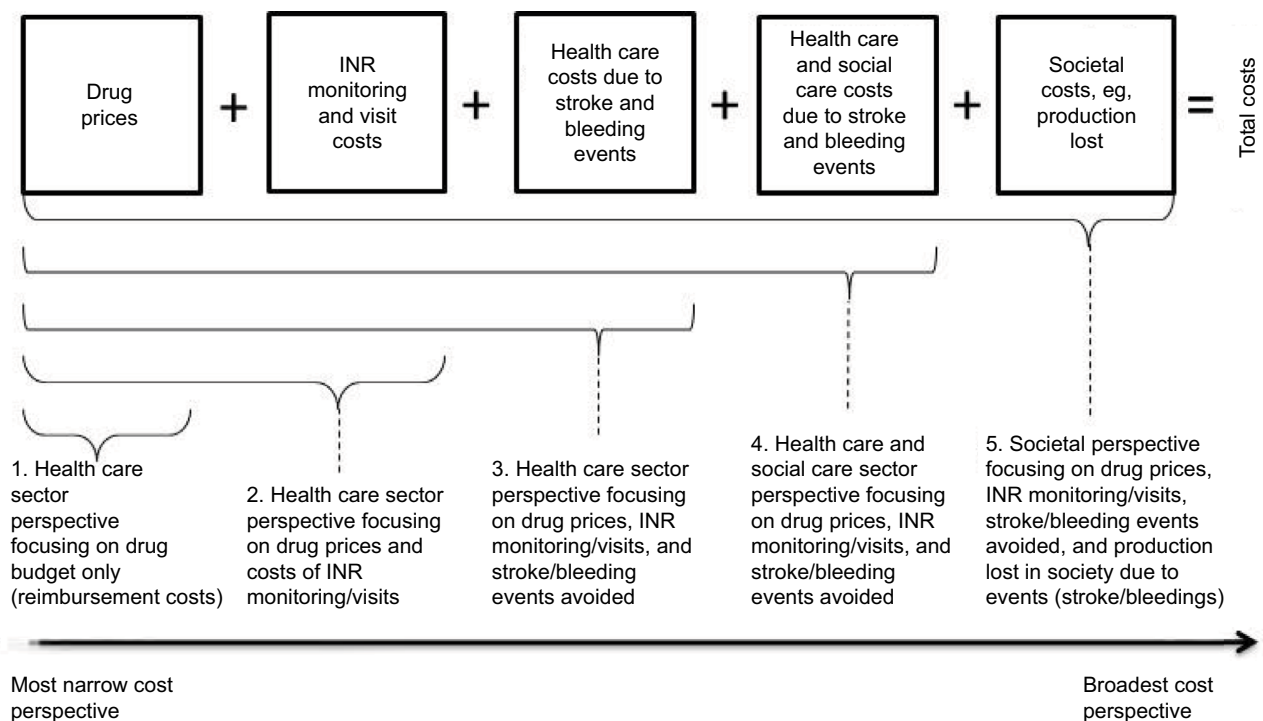 Drug
prices
+
INR
monitoring
and visit
costs
+
Health care
costs due to
stroke and
bleeding
events
+
Health care
and social
care costs
due to stroke
and bleeding
events
+
Societal
costs, eg,
production
lost
=
Total costs
1. Health care
sector
perspective
focusing on drug
budget only
(reimbursement costs)
2. Health care sector
perspective focusing
on drug prices and
costs of INR
monitoring/visits
3. Health care sector
perspective focusing
on drug prices, INR
monitoring/visits, and
stroke/bleeding
events avoided
4. Health care and
social care sector
perspective focusing
on drug prices, INR
monitoring/visits, and
stroke/bleeding
events avoided
5. Societal perspective
focusing on drug prices,
INR monitoring/visits,
stroke/bleeding events
avoided, and production
lost in society due to
events (stroke/bleedings)
Most narrow cost
perspective
Broadest cost
perspective